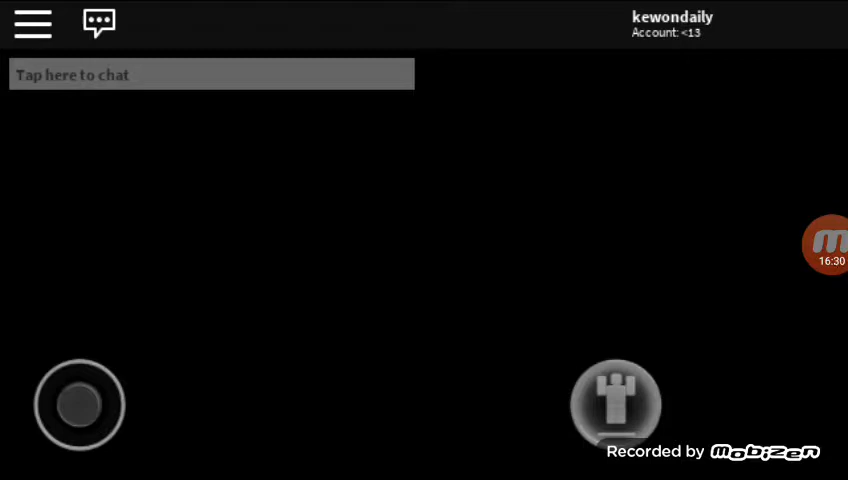 kewondaily
Account: <13
Tap here to chat
16:30
Recorded by mobizen